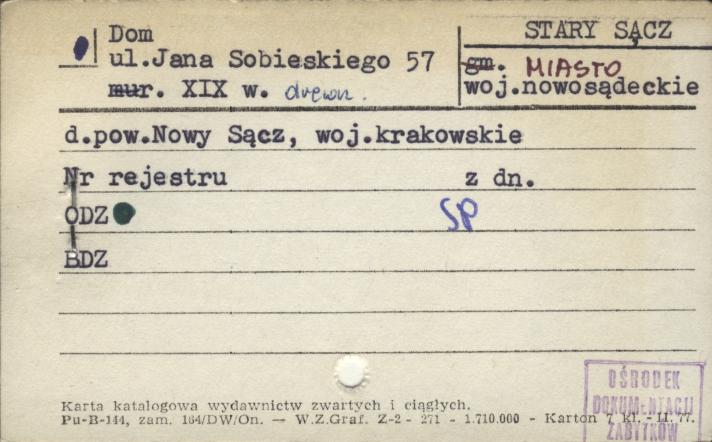 Dom
ul.Jana Sobieskiego 57
mur. XIX w. drewn.
STARY SĄCZ
gm. MIASTO
woj.nowosądeckie
d.pow.Nowy Sącz, woj.krakowskie
Nr rejestru z dn.
ODZ SP
BDZ
Karta katalogowa wydawnictw zwartych i ciągłych.
Pu-B-144, zam. 164/DW/On. — W.Z.Graf. Z-2 - 271 - 1.710.000 - Karton 7 kl. - II. 77.
OŚRODEK
DOKUMENTACJI
ZABYTKÓW